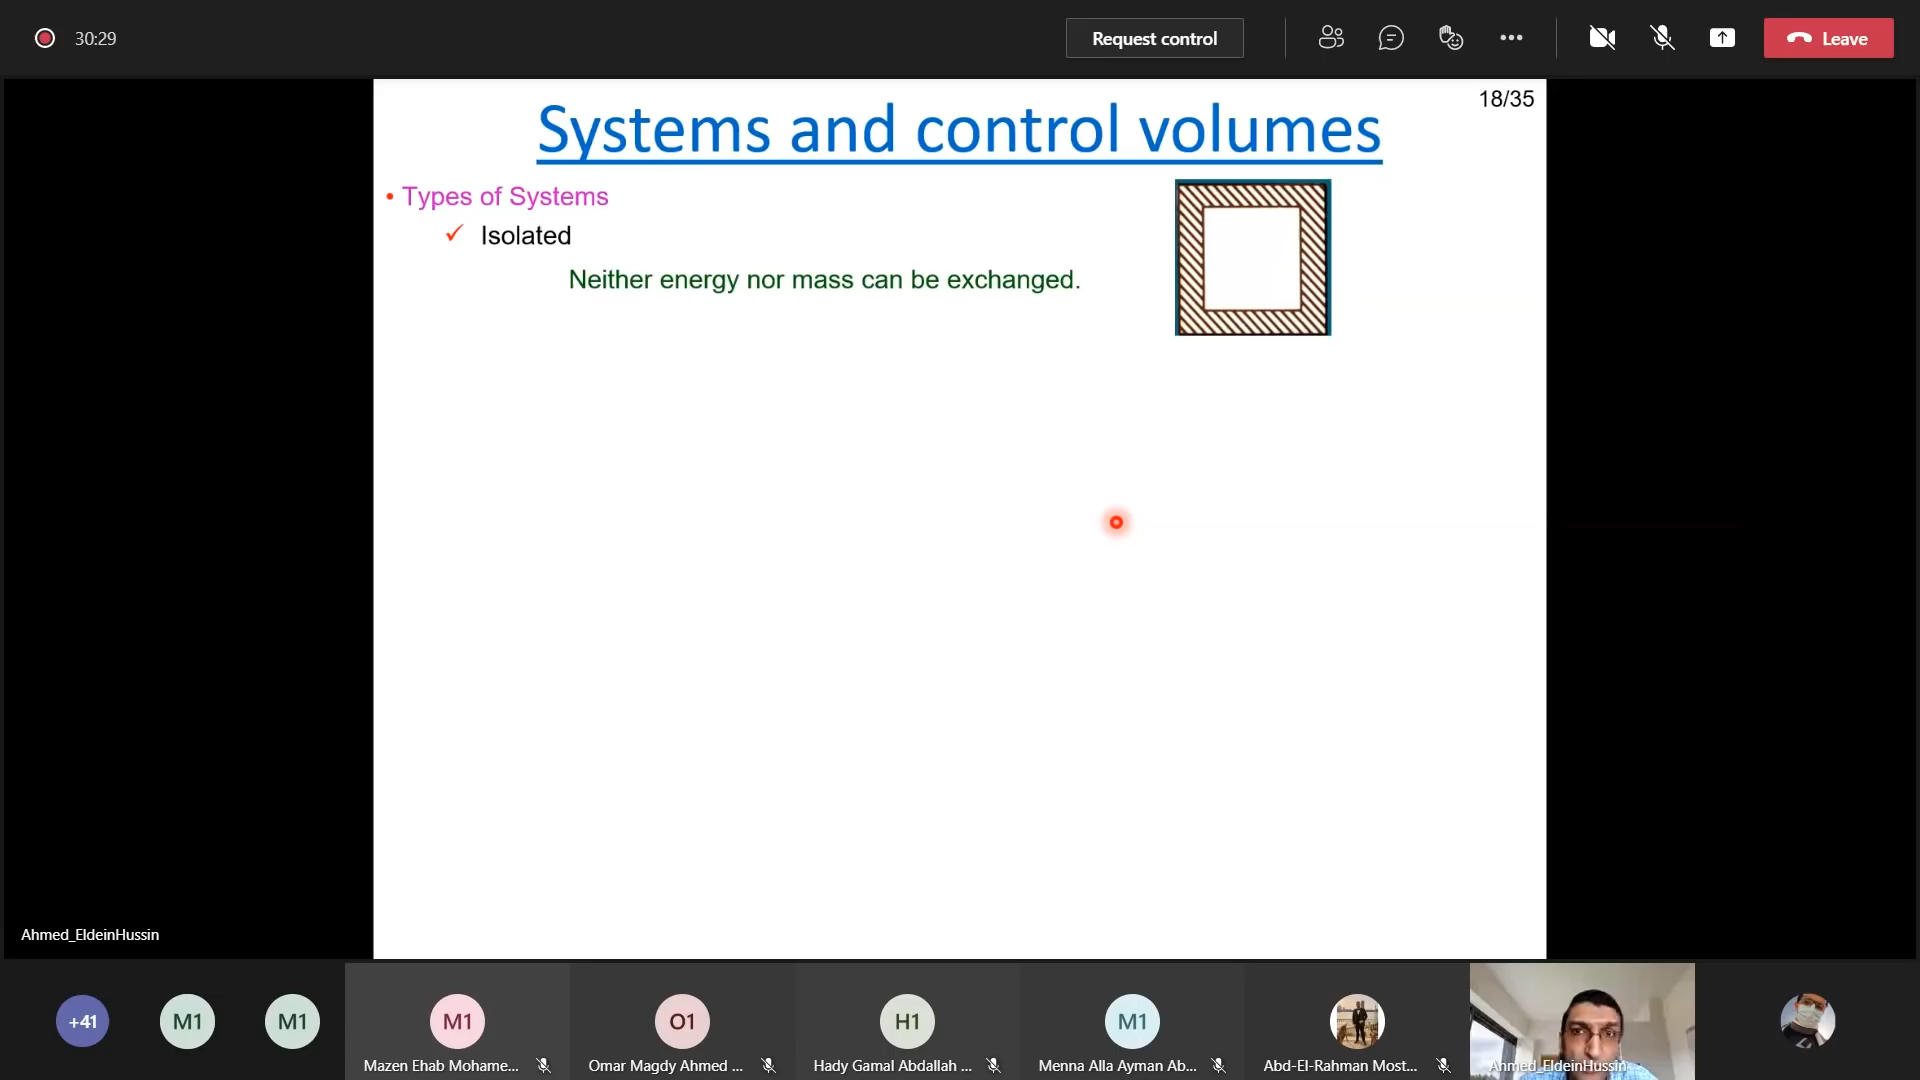 30:29
Request control
Leave
18/35
Systems and control volumes
• Types of Systems
✓ Isolated
Neither energy nor mass can be exchanged.
Ahmed_EldeinHussin
+41
M1
M1
M1
O1
H1
M1
Mazen Ehab Mohame...
Omar Magdy Ahmed ...
Hady Gamal Abdallah ...
Menna Alla Ayman Ab...
Abd-El-Rahman Most...
Ahmed_EldeinHussin